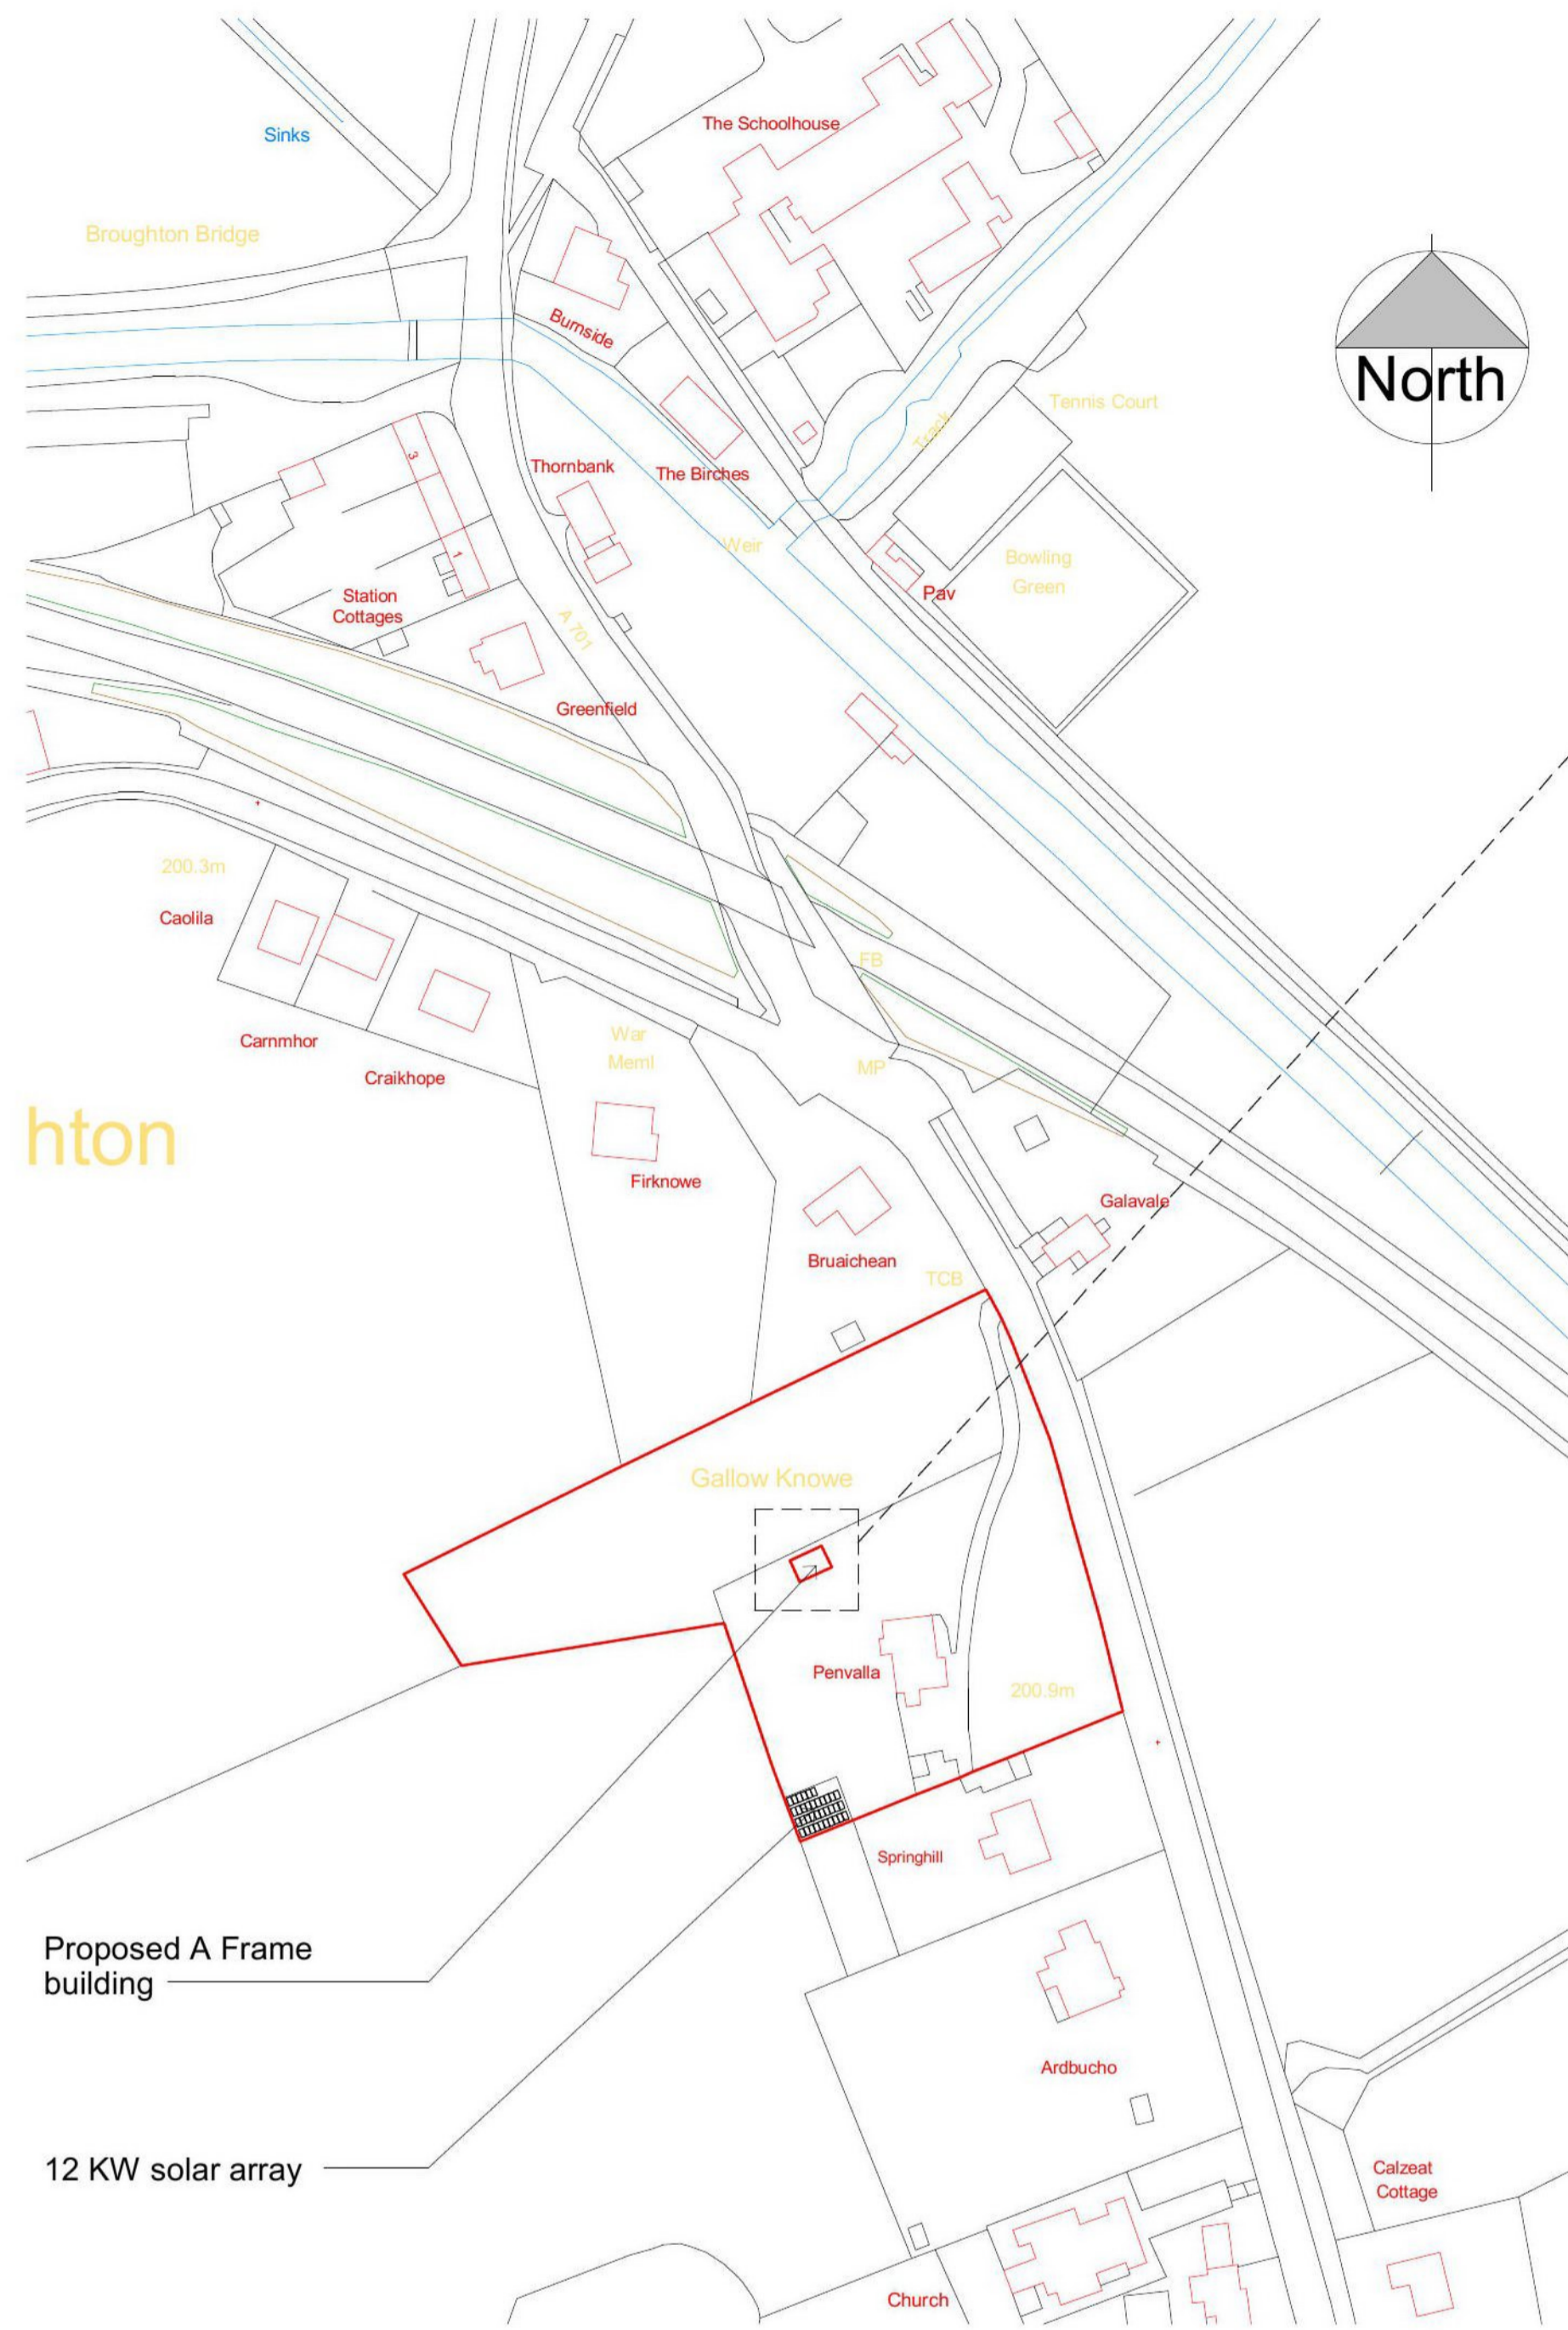 The Schoolhouse
Sinks
Broughton Bridge
Burnside
North
Tennis Court
Track
3
Thornbank
The Birches
Weir
Bowling
Green
1
Pav
Station
Cottages
A 701
Greenfield
200.3m
Caolila
FB
War
Meml
Carnmhor
MP
Craikhope
hton
Firknowe
Galavale
Bruaichean
TCB
Gallow Knowe
Penvalla
200.9m
Springhill
Proposed A Frame
building
Ardbucho
12 KW solar array
Calzeat
Cottage
Church